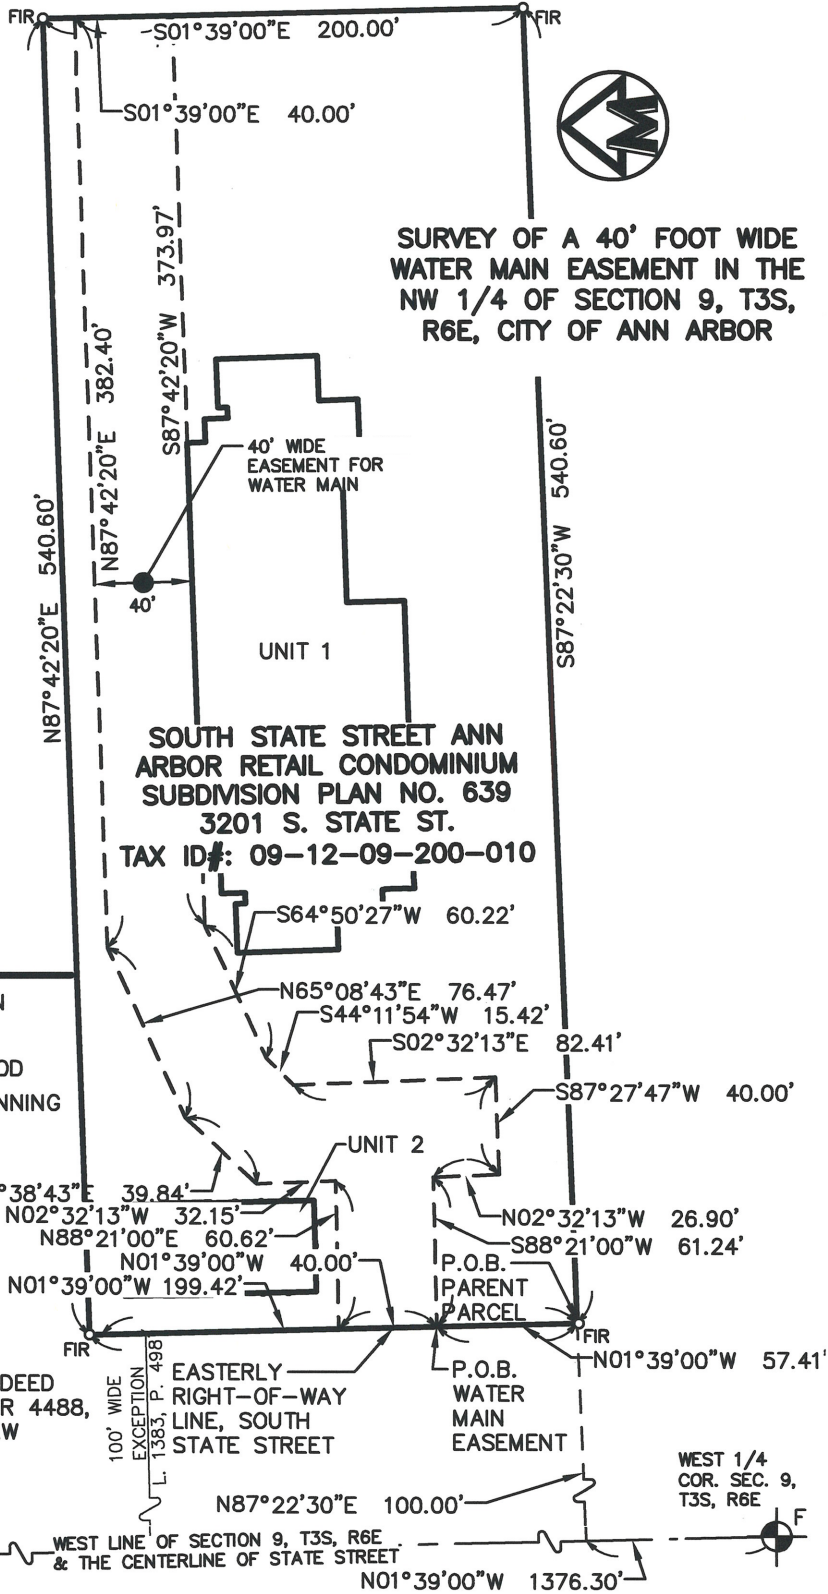 FIR
S01°39'00"E 200.00'
FIR
S01°39'00"E 40.00'
SURVEY OF A 40' FOOT WIDE
WATER MAIN EASEMENT IN THE
NW 1/4 OF SECTION 9, T3S,
R6E, CITY OF ANN ARBOR
S87°42'20"W 373.97'
N87°42'20"E 382.40'
N87°42'20"E 540.60'
S87°22'30"W 540.60'
40' WIDE
EASEMENT FOR
WATER MAIN
40'
UNIT 1
SOUTH STATE STREET ANN
ARBOR RETAIL CONDOMINIUM
SUBDIVISION PLAN NO. 639
3201 S. STATE ST.
TAX ID#: 09-12-09-200-010
S64°50'27"W 60.22'
N65°08'43"E 76.47'
S44°11'54"W 15.42'
S02°32'13"E 82.41'
S87°27'47"W 40.00'
N
OD
NNING
UNIT 2
°38'43"E 39.84'
N02°32'13"W 32.15'
N88°21'00"E 60.62'
N01°39'00"W 40.00'
N01°39'00"W 199.42'
N02°32'13"W 26.90'
S88°21'00"W 61.24'
P.O.B.
PARENT
PARCEL
FIR
FIR
N01°39'00"W 57.41'
DEED
R 4488,
W
100' WIDE
EXCEPTION
L. 1383, P. 498
EASTERLY
RIGHT-OF-WAY
LINE, SOUTH
STATE STREET
P.O.B.
WATER
MAIN
EASEMENT
WEST 1/4
COR. SEC. 9,
T3S, R6E
N87°22'30"E 100.00'
F
WEST LINE OF SECTION 9, T3S, R6E
& THE CENTERLINE OF STATE STREET
N01°39'00"W 1376.30'